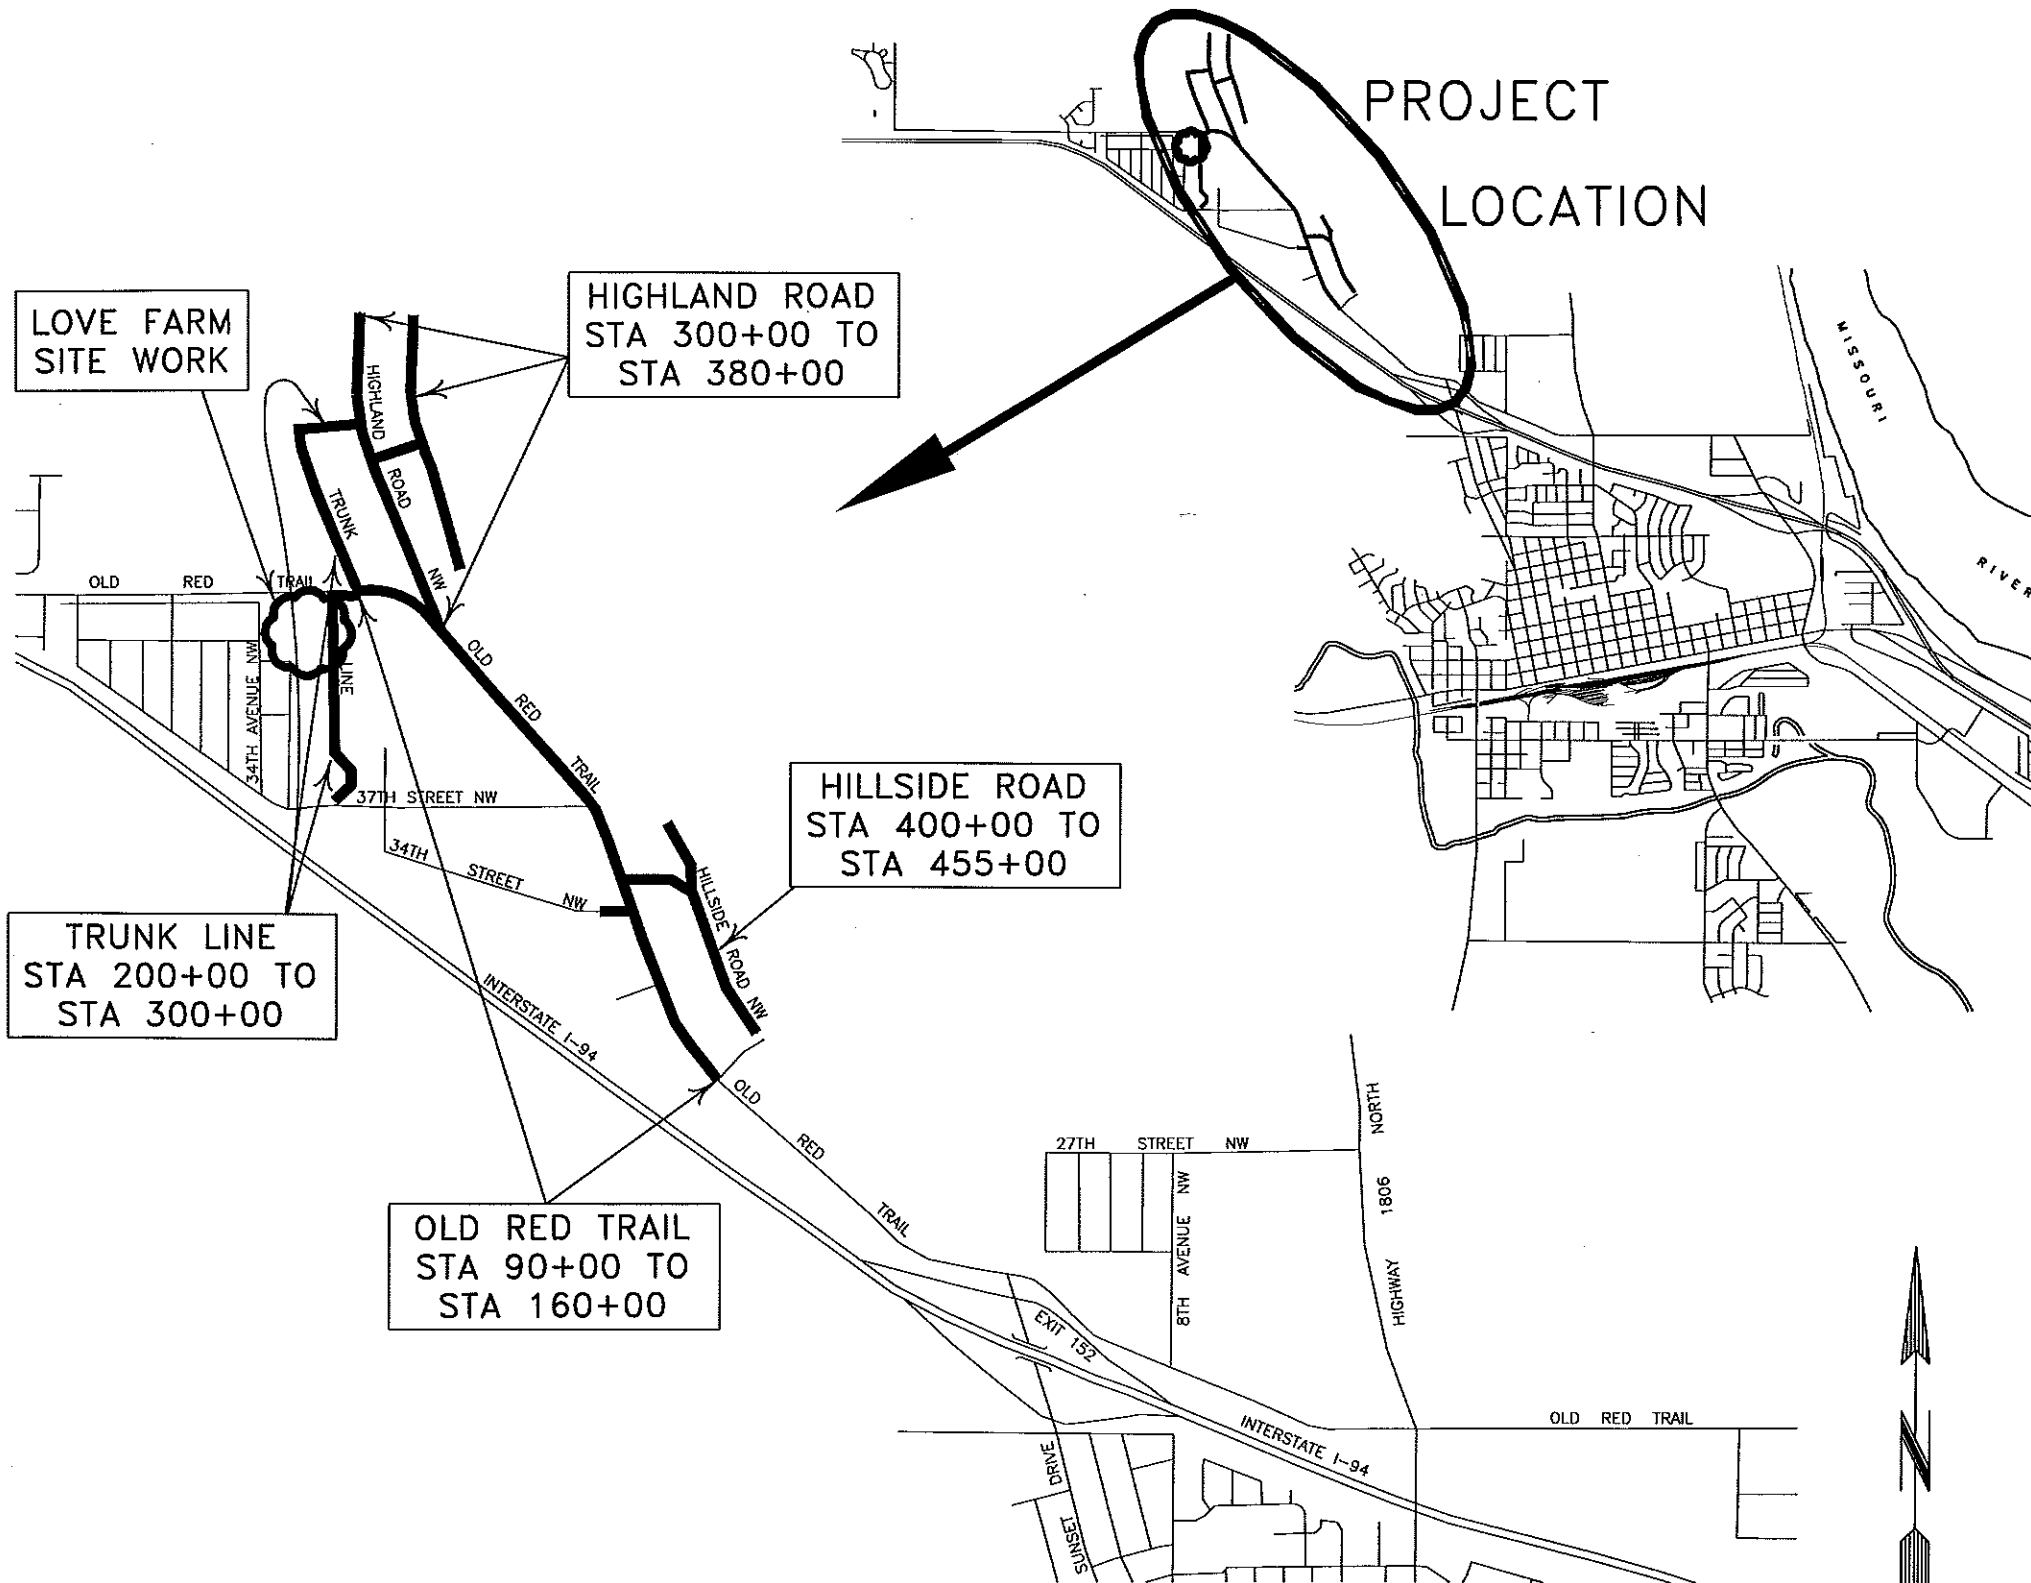 PROJECT
LOCATION
LOVE FARM
SITE WORK
HIGHLAND ROAD
STA 300+00 TO
STA 380+00
MISSOURI
RIVER
HIGHLAND
ROAD
NW
TRUNK
LINE
OLD RED TRAIL
OLD
RED
TRAIL
34TH AVENUE NW
37TH STREET NW
34TH
STREET
NW
HILLSIDE ROAD
STA 400+00 TO
STA 455+00
HILLSIDE
ROAD NW
TRUNK LINE
STA 200+00 TO
STA 300+00
INTERSTATE I-94
OLD
RED
TRAIL
OLD RED TRAIL
STA 90+00 TO
STA 160+00
27TH STREET NW
8TH AVENUE NW
NORTH
1806
HIGHWAY
EXIT 152
INTERSTATE I-94
OLD RED TRAIL
SUNSET DRIVE
N